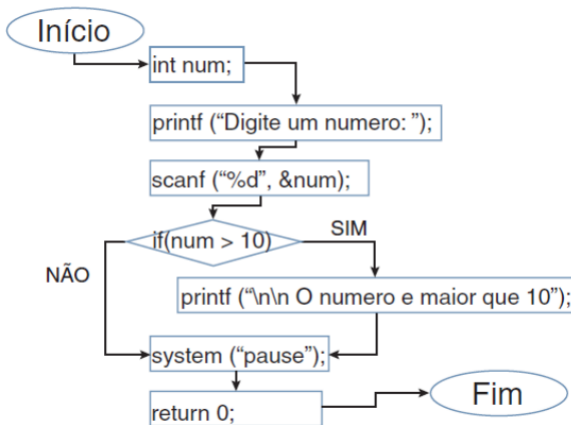 Início
int num;
printf (“Digite um numero: ”);
scanf (“%d”, &num);
if(num > 10)
SIM
NÃO
printf (“\n\n O numero e maior que 10”);
system (“pause”);
return 0;
Fim